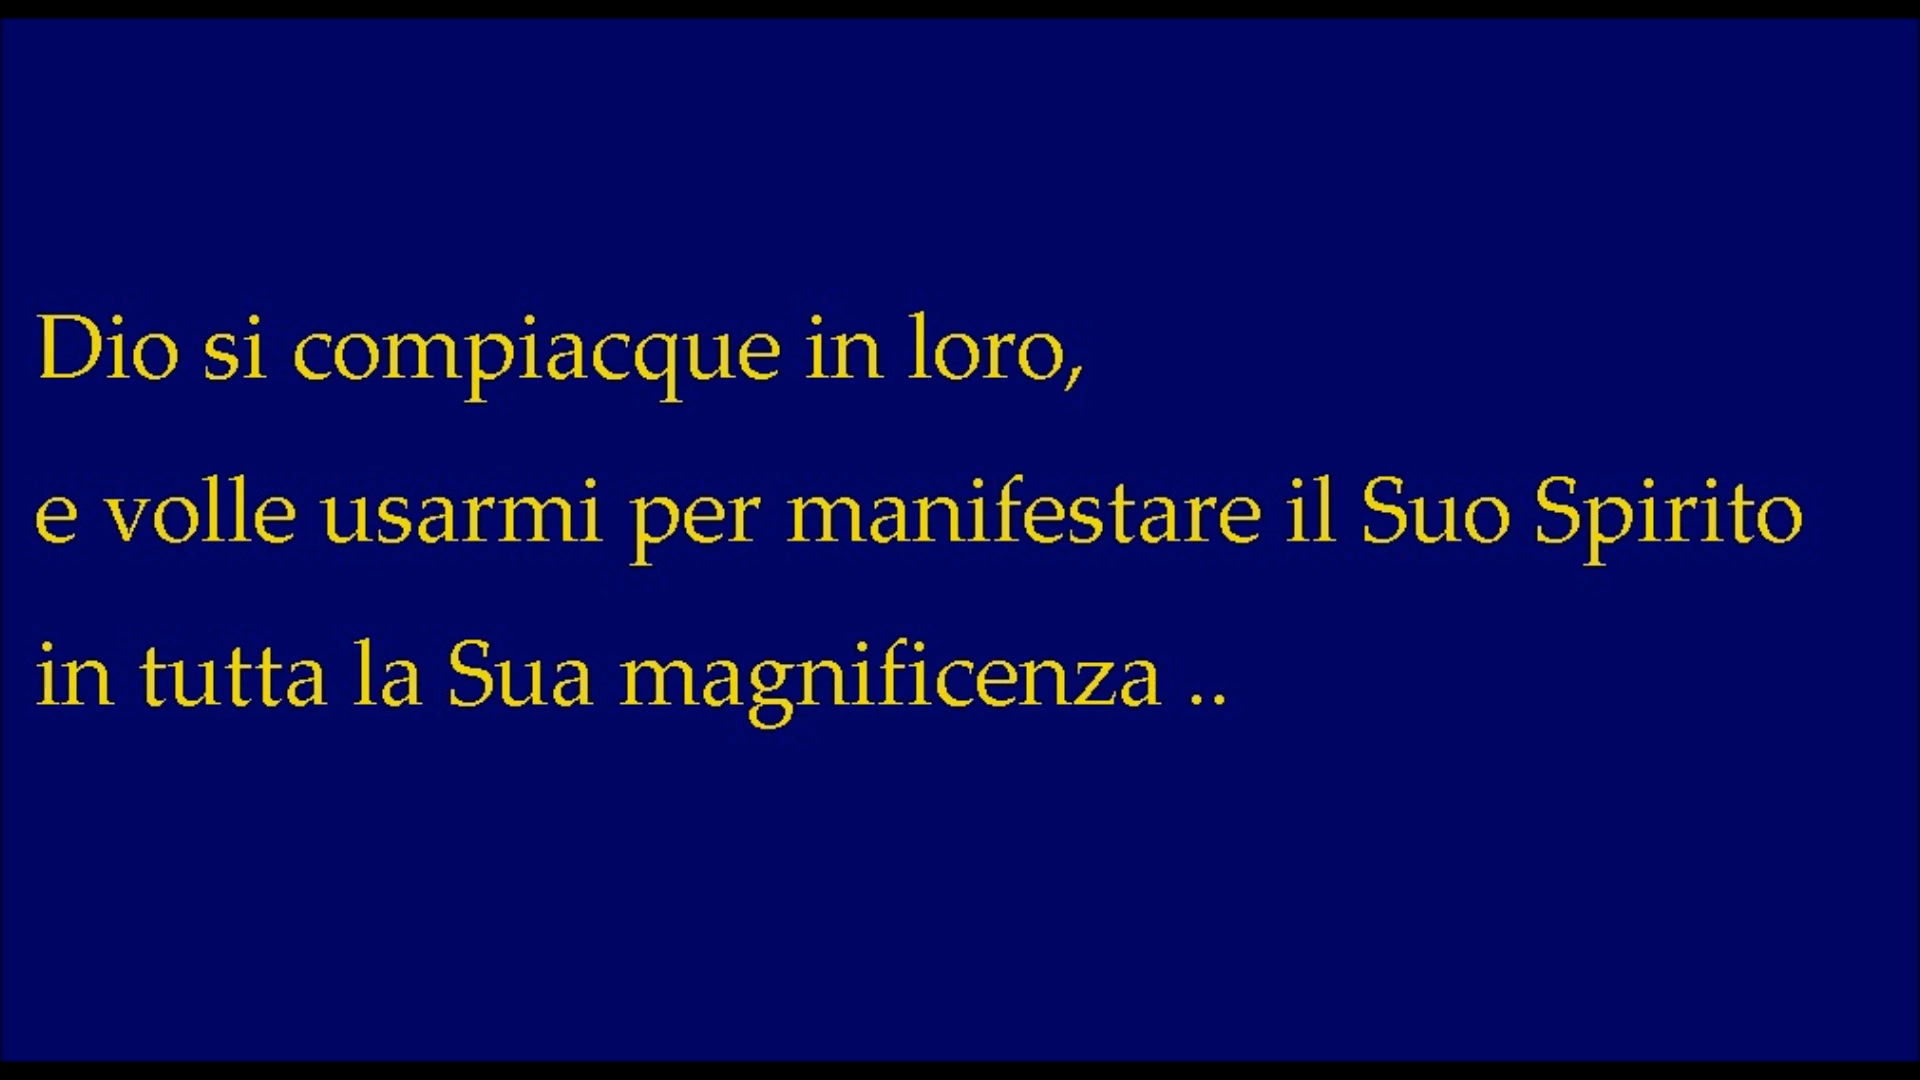 Dio si compiacque in loro,
e volle usarmi per manifestare il Suo Spirito
in tutta la Sua magnificenza ..